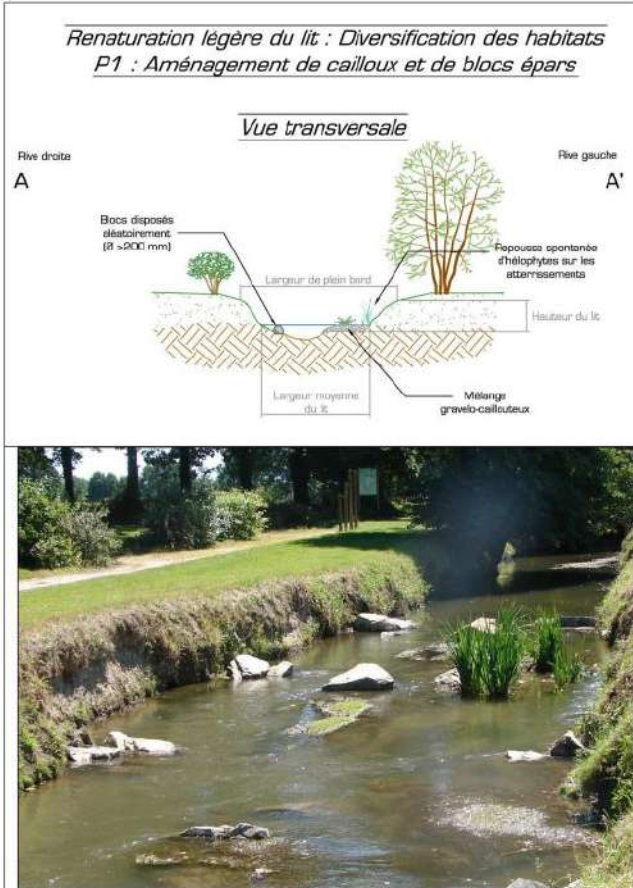 Renaturation légère du lit : Diversification des habitats
P1 : Aménagement de cailloux et de blocs épars
Vue transversale
Rive droite
Rive gauche
A
A'
Blocs disposés
aléatoirement
(Ø >200 mm)
Repousse spontanée
d'hélophytes sur les
atterrissements
Largeur de plein bord
Hauteur du lit
Largeur moyenne
du lit
Mélange
gravelo-caillouteux